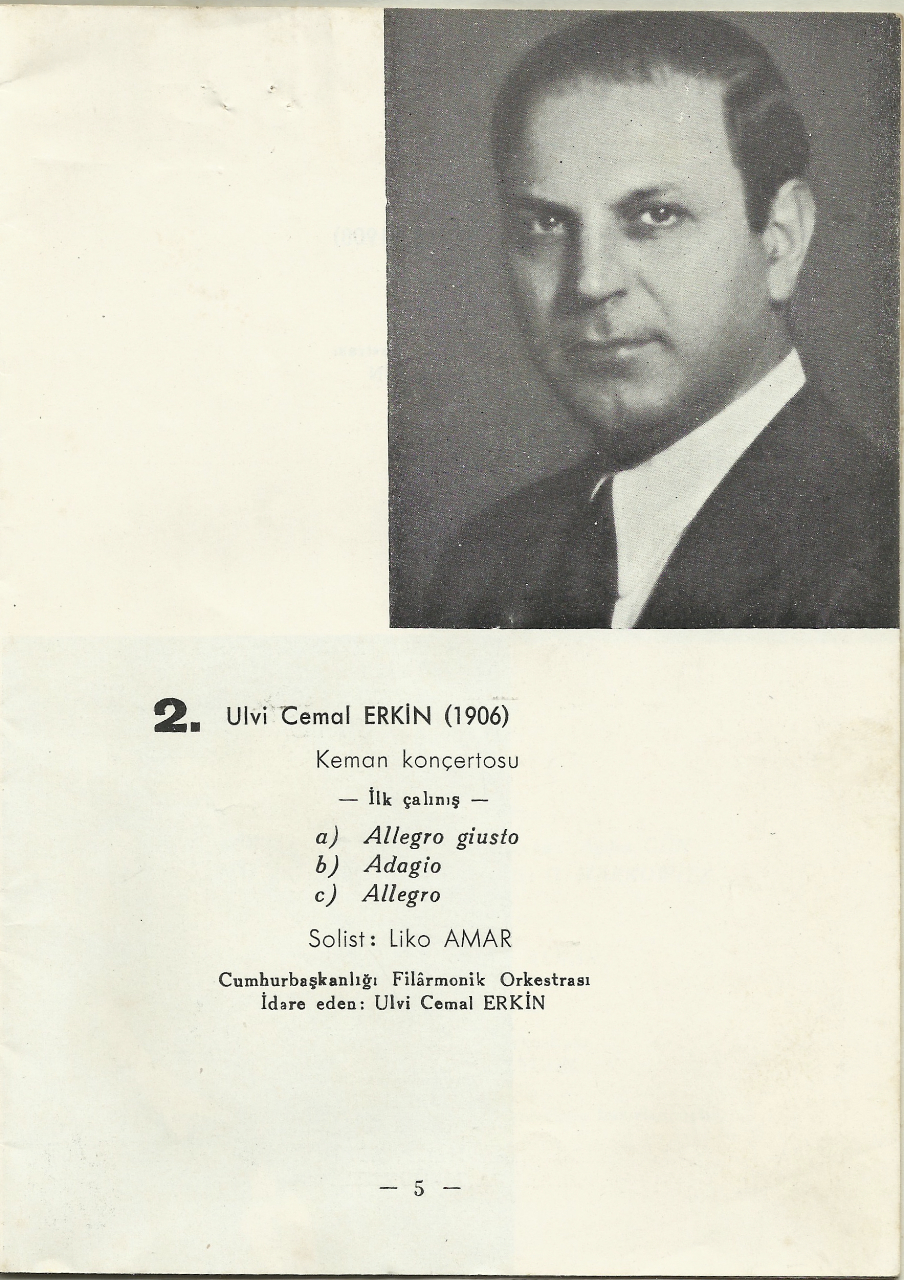 2. Ulvi Cemal ERKİN (1906)
Keman konçertosu
— İlk çalınış —
a) Allegro giusto
b) Adagio
c) Allegro
Solist: Liko AMAR
Cumhurbaşkanlığı Filârmonik Orkestrası
İdare eden: Ulvi Cemal ERKİN
— 5 —